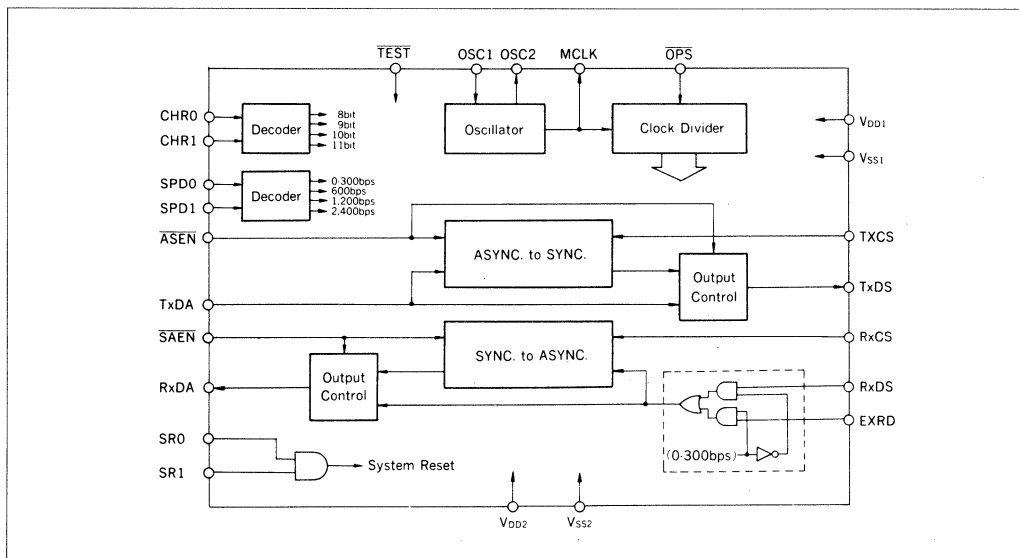 TEST OSC1 OSC2 MCLK OPS
CHR0
CHR1
Decoder
8bit
9bit
10bit
11bit
Oscillator
Clock Divider
VDD1
VSS1
SPD0
SPD1
Decoder
0-300bps
600bps
1,200bps
2,400bps
ASEN
ASYNC. to SYNC.
TXCS
Output
Control
TxDS
TxDA
SAEN
SYNC. to ASYNC.
RxCS
Output
Control
RxDA
RxDS
EXRD
(0-300bps)
SR0
SR1
System Reset
VDD2
VSS2